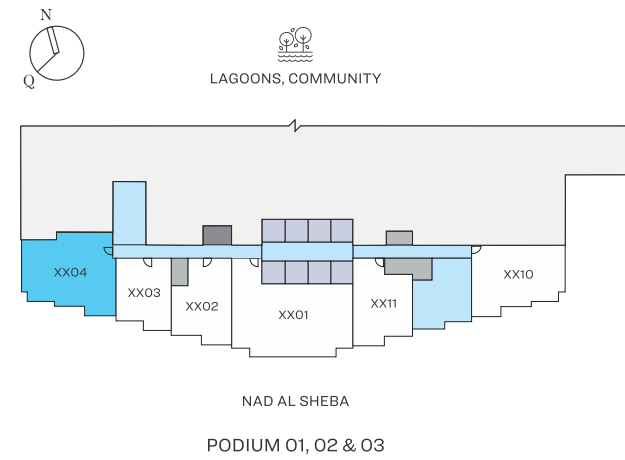 N
Q
LAGOONS, COMMUNITY
XX04
XX03
XX02
XX01
XX11
XX10
NAD AL SHEBA
PODIUM 01, 02 & 03